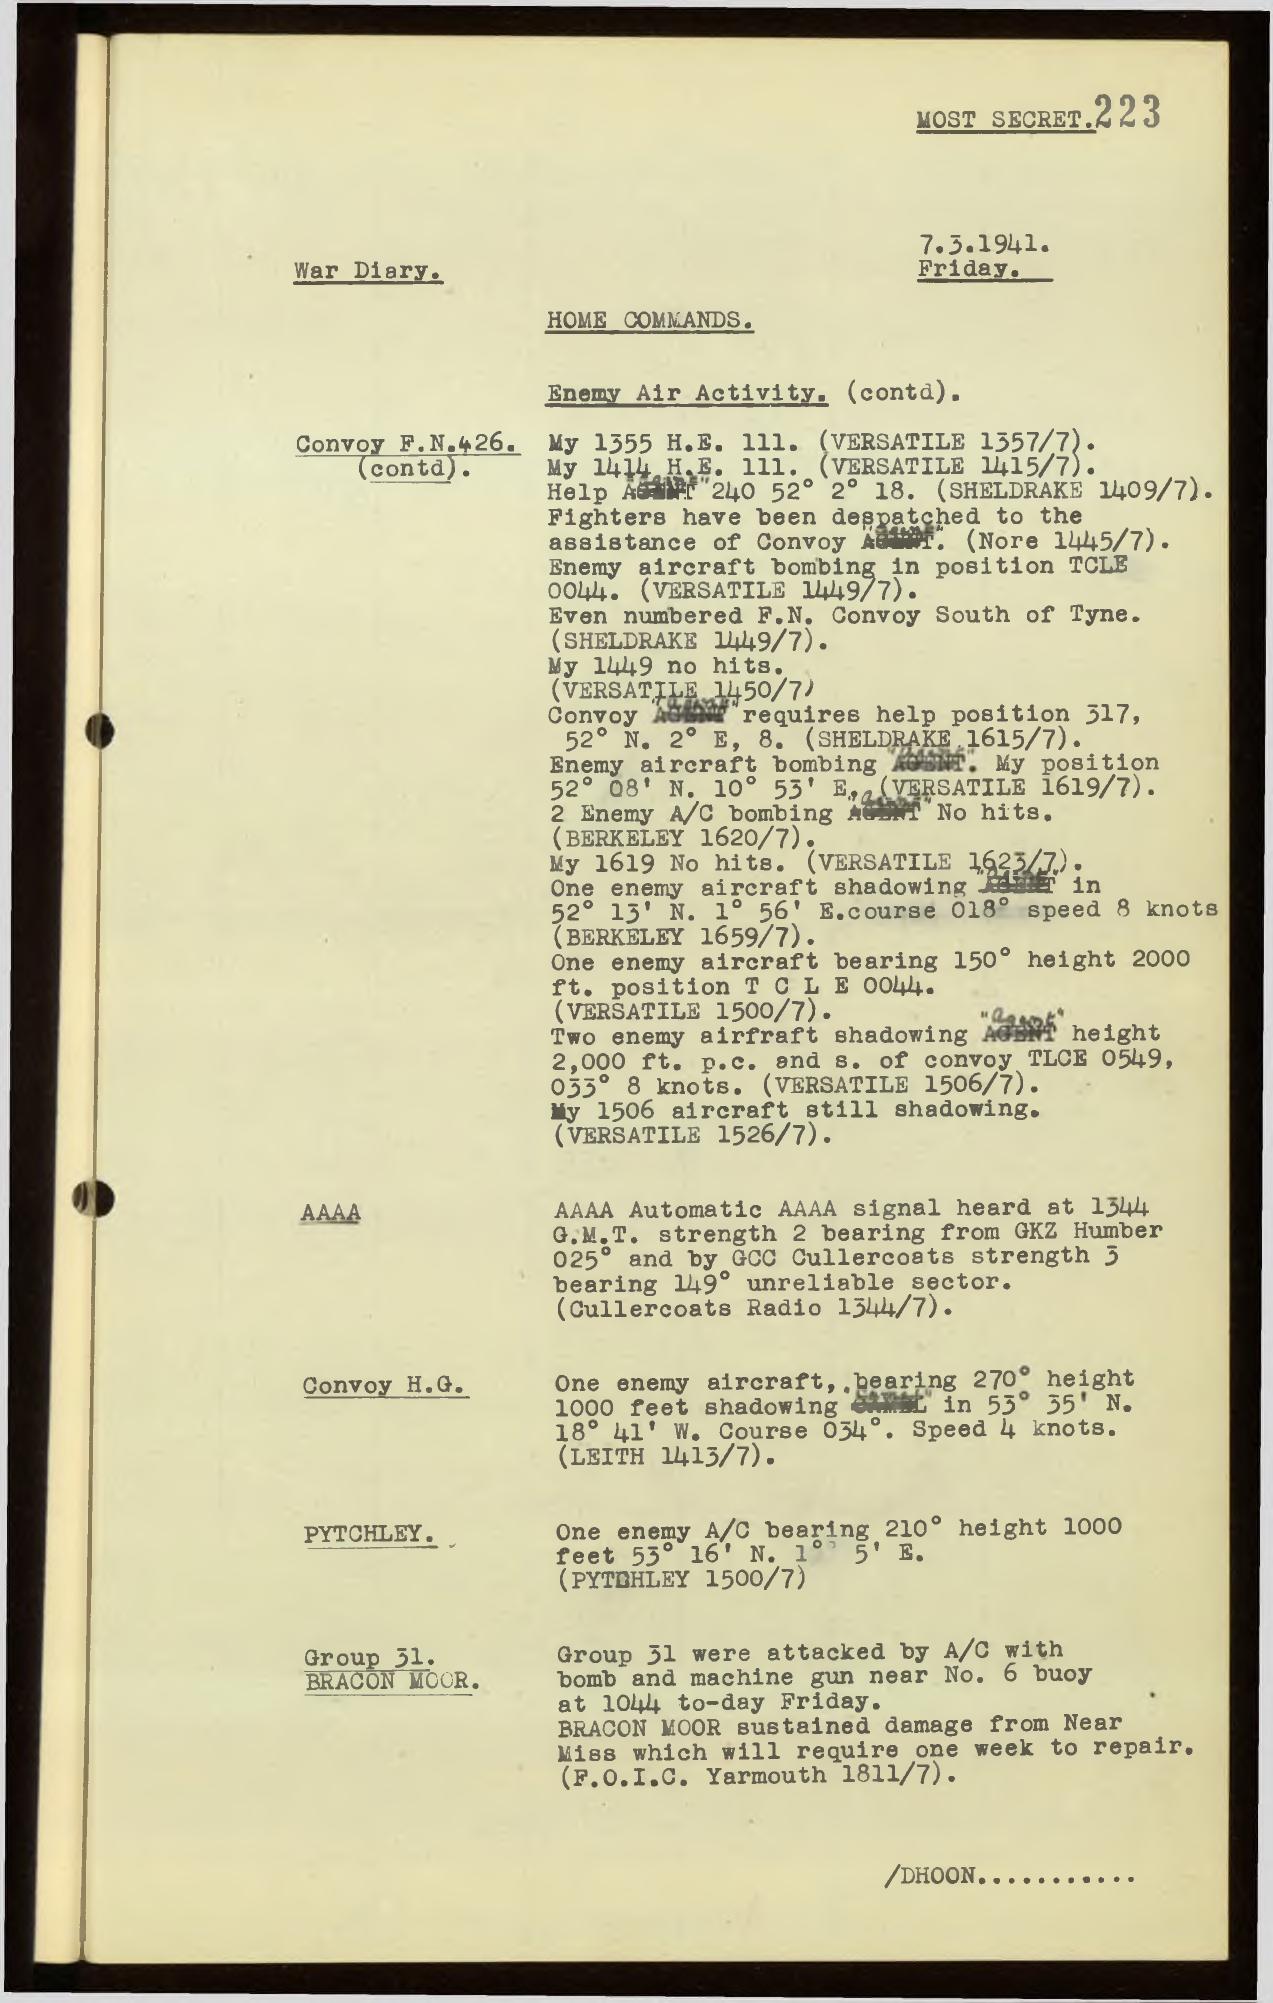 MOST SECRET. 223
7.3.1941.
War Diary. Friday.
HOME COMMANDS.
Enemy Air Activity. (contd).
Convoy F.N.426. My 1355 H.E. 111. (VERSATILE 1357/7).
(contd). My 1414 H.E. 111. (VERSATILE 1415/7).
Help "Agent" 240 52° 2° 18. (SHELDRAKE 1409/7).
Fighters have been despatched to the
assistance of Convoy "Agent". (Nore 1445/7).
Enemy aircraft bombing in position TCLE
0044. (VERSATILE 1449/7).
Even numbered F.N. Convoy South of Tyne.
(SHELDRAKE 1449/7).
My 1449 no hits.
(VERSATILE 1450/7)
Convoy "Agent" requires help position 317,
52° N. 2° E, 8. (SHELDRAKE 1615/7).
Enemy aircraft bombing "Agent". My position
52° 08' N. 10° 53' E. (VERSATILE 1619/7).
2 Enemy A/C bombing "Agent" No hits.
(BERKELEY 1620/7).
My 1619 No hits. (VERSATILE 1623/7).
One enemy aircraft shadowing "Agent" in
52° 13' N. 1° 56' E.course 018° speed 8 knots
(BERKELEY 1659/7).
One enemy aircraft bearing 150° height 2000
ft. position T C L E 0044.
(VERSATILE 1500/7).
Two enemy airfraft shadowing "Agent" height
2,000 ft. p.c. and s. of convoy TLCE 0549,
033° 8 knots. (VERSATILE 1506/7).
My 1506 aircraft still shadowing.
(VERSATILE 1526/7).
AAAA AAAA Automatic AAAA signal heard at 1344
G.M.T. strength 2 bearing from GKZ Humber
025° and by GCC Cullercoats strength 3
bearing 149° unreliable sector.
(Cullercoats Radio 1344/7).
Convoy H.G. One enemy aircraft, bearing 270° height
1000 feet shadowing "Camel" in 53° 35' N.
18° 41' W. Course 034°. Speed 4 knots.
(LEITH 1413/7).
PYTCHLEY. One enemy A/C bearing 210° height 1000
feet 53° 16' N. 1° 5' E.
(PYTCHLEY 1500/7)
Group 31. Group 31 were attacked by A/C with
BRACON MOOR. bomb and machine gun near No. 6 buoy
at 1044 to-day Friday.
BRACON MOOR sustained damage from Near
Miss which will require one week to repair.
(F.O.I.C. Yarmouth 1811/7).
/DHOON...........